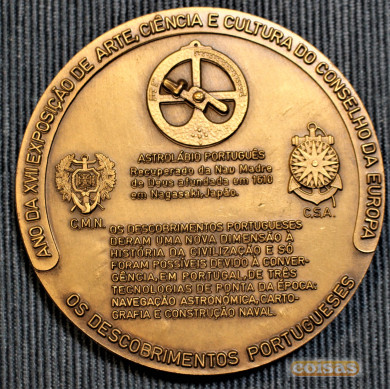 ANO DA XVII EXPOSIÇÃO DE ARTE, CIÊNCIA E CULTURA DO CONSELHO DA EUROPA
ASTROLÁBIO PORTUGUÊS
Recuperado da Nau Madre
de Deus afundada em 1610
em Nagasaki, Japão.
C.M.N.
C.S.A.
OS DESCOBRIMENTOS PORTUGUESES
DERAM UMA NOVA DIMENSÃO À
HISTÓRIA DA CIVILIZAÇÃO E SÓ
FORAM POSSÍVEIS DEVIDO À CONVER-
GÊNCIA, EM PORTUGAL, DE TRÊS
TECNOLOGIAS DE PONTA DA ÉPOCA:
NAVEGAÇÃO ASTRONÓMICA, CARTO-
GRAFIA E CONSTRUÇÃO NAVAL.
OS DESCOBRIMENTOS PORTUGUESES
coisas